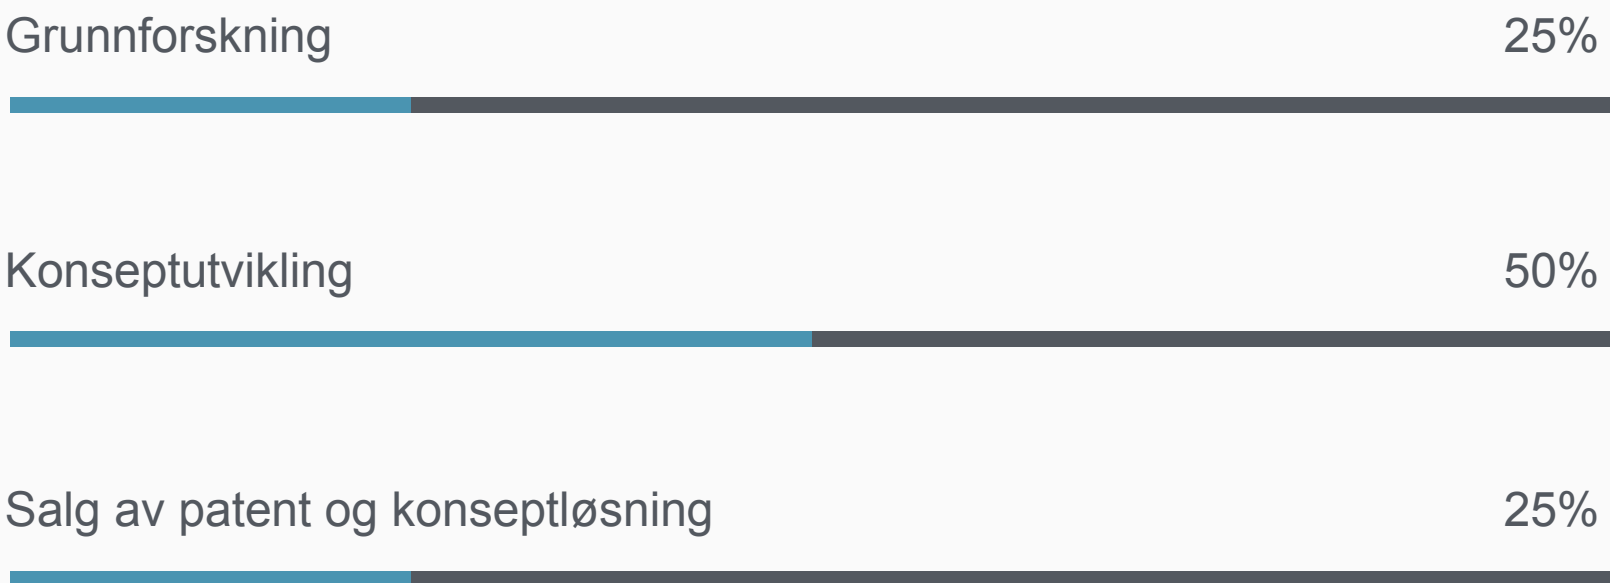 Grunnforskning 25%
Konseptutvikling 50%
Salg av patent og konseptløsning 25%